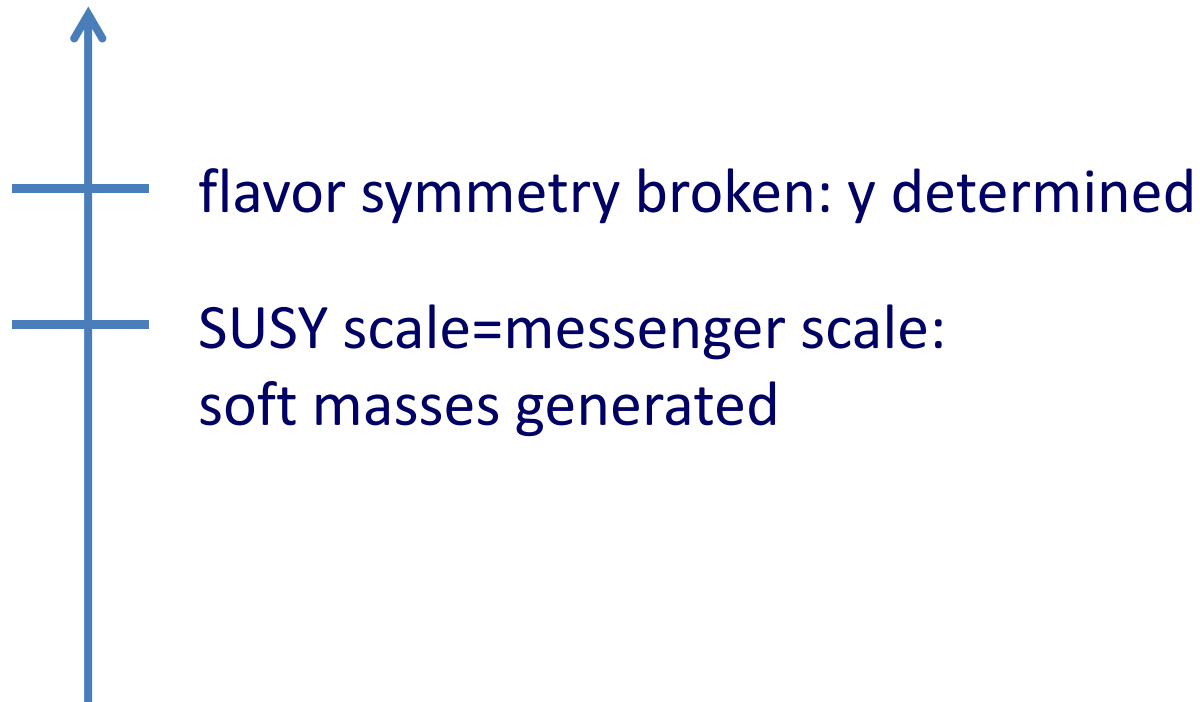 flavor symmetry broken: y determined
SUSY scale=messenger scale:
soft masses generated